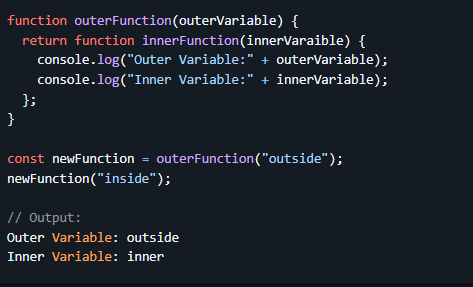 function outerFunction(outerVariable) {
  return function innerFunction(innerVaraible) {
    console.log("Outer Variable:" + outerVariable);
    console.log("Inner Variable:" + innerVariable);
  };
}

const newFunction = outerFunction("outside");
newFunction("inside");

// Output:
Outer Variable: outside
Inner Variable: inner